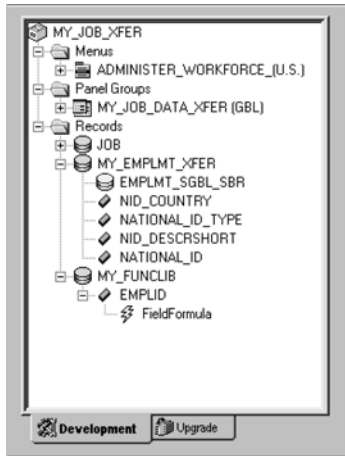 MY_JOB_XFER
Menus
ADMINISTER_WORKFORCE_(U.S.)
Panel Groups
MY_JOB_DATA_XFER (GBL)
Records
JOB
MY_EMPLMT_XFER
EMPLMT_SGBL_SBR
NID_COUNTRY
NATIONAL_ID_TYPE
NID_DESCRSHORT
NATIONAL_ID
MY_FUNCLIB
EMPLID
FieldFormula
Development Upgrade